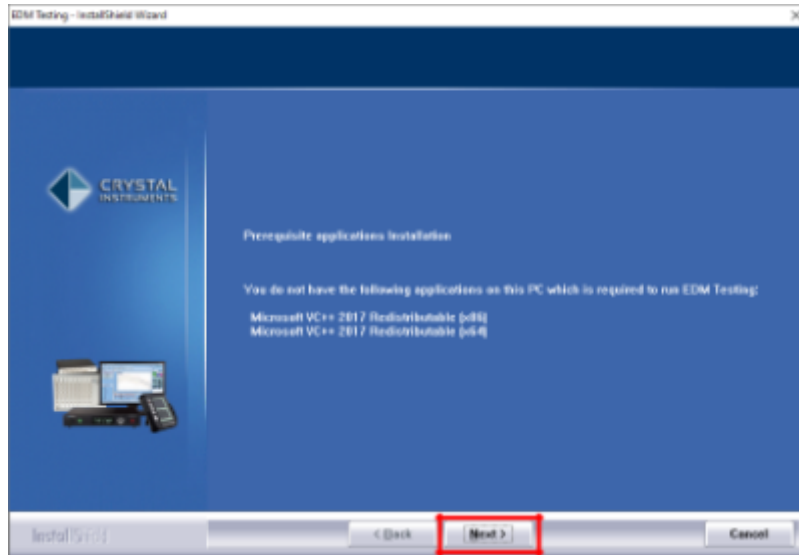 EDM Testing - InstallShield Wizard
CRYSTAL
INSTRUMENTS
Prerequisite applications Installation
You do not have the following applications on this PC which is required to run EDM Testing:
Microsoft VC++ 2017 Redistributable (x86)
Microsoft VC++ 2017 Redistributable (x64)
InstallShield
< Back
Next >
Cancel